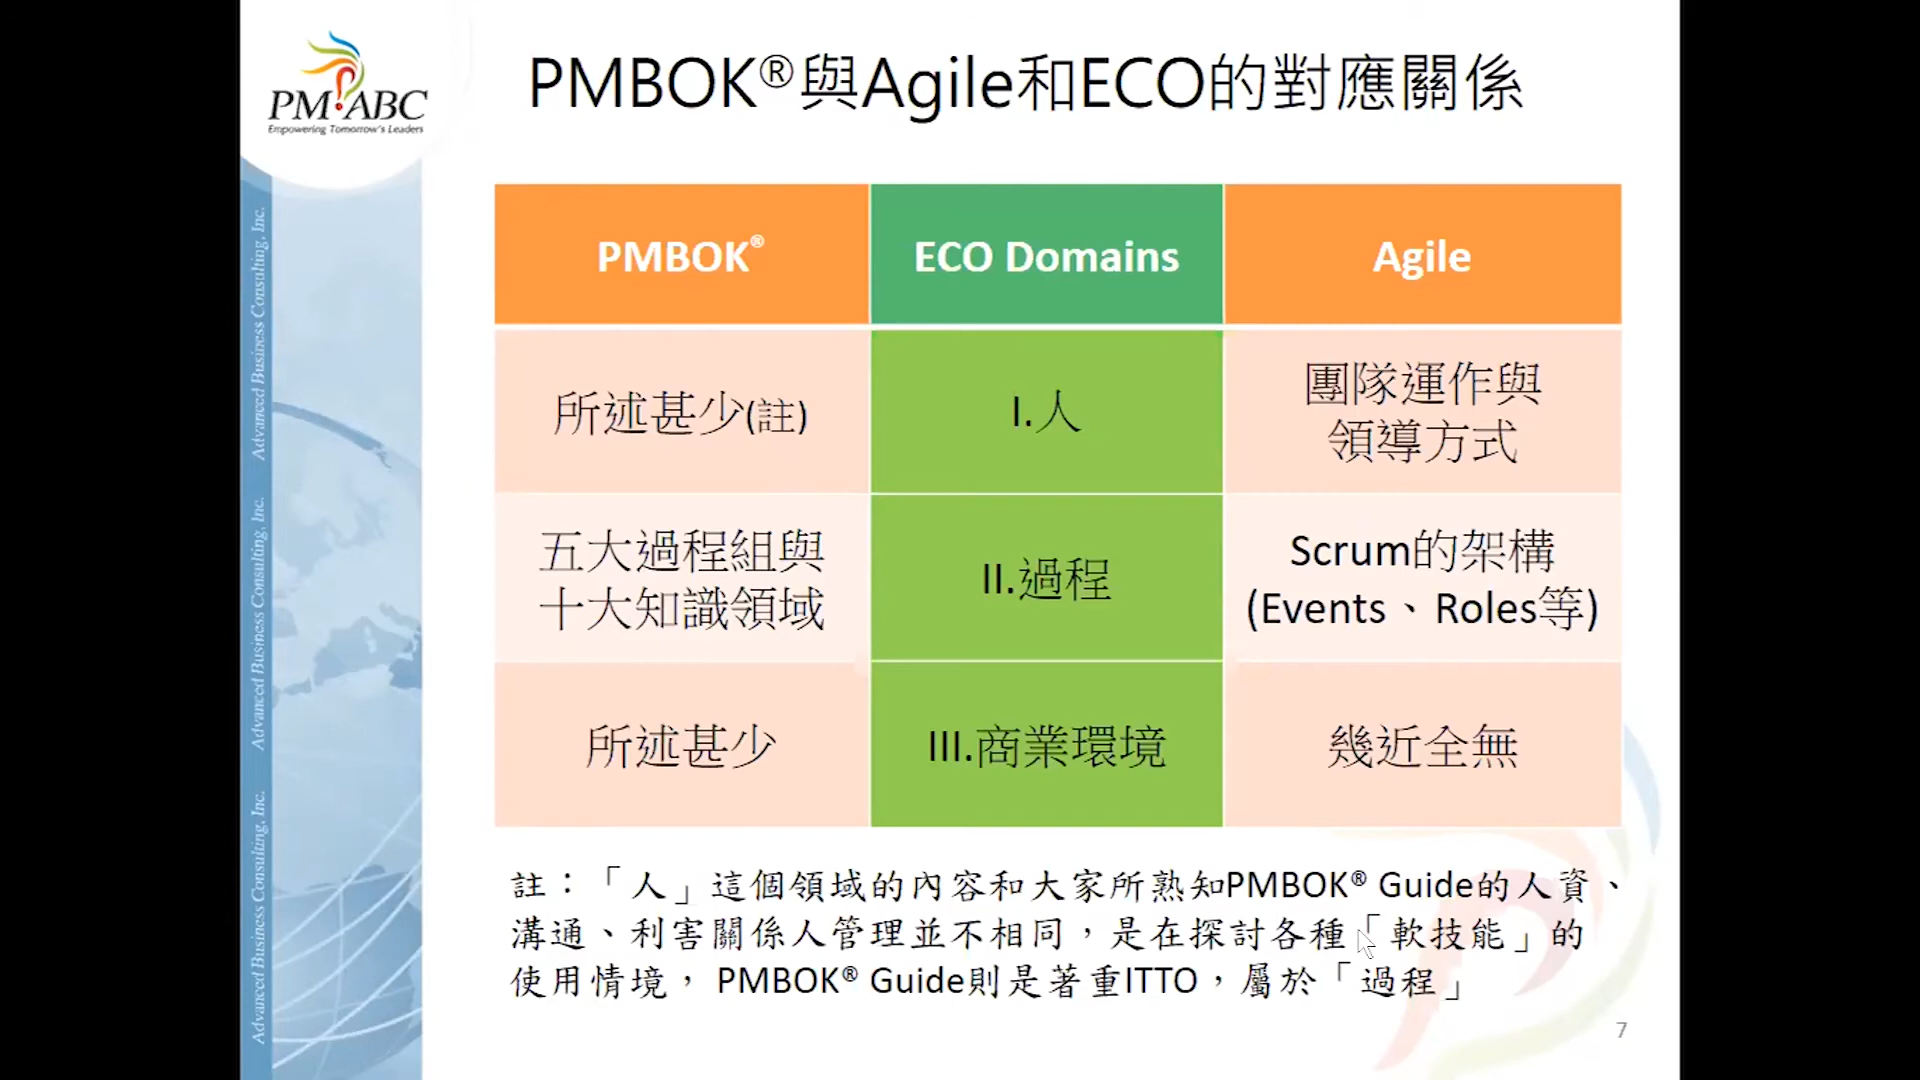 PMBOK®與Agile和ECO的對應關係
PM ABC
Empowering Tomorrow's Leaders
Advanced Business Consulting, Inc.
Advanced Business Consulting, Inc.
Advanced Business Consulting, Inc.
PMBOK®
ECO Domains
Agile
所述甚少(註)
I.人
團隊運作與
領導方式
五大過程組與
十大知識領域
II.過程
Scrum的架構
(Events、Roles等)
所述甚少
III.商業環境
幾近全無
註：「人」這個領域的內容和大家所熟知PMBOK® Guide的人資、
溝通、利害關係人管理並不相同，是在探討各種「軟技能」的
使用情境， PMBOK® Guide則是著重ITTO，屬於「過程」
7